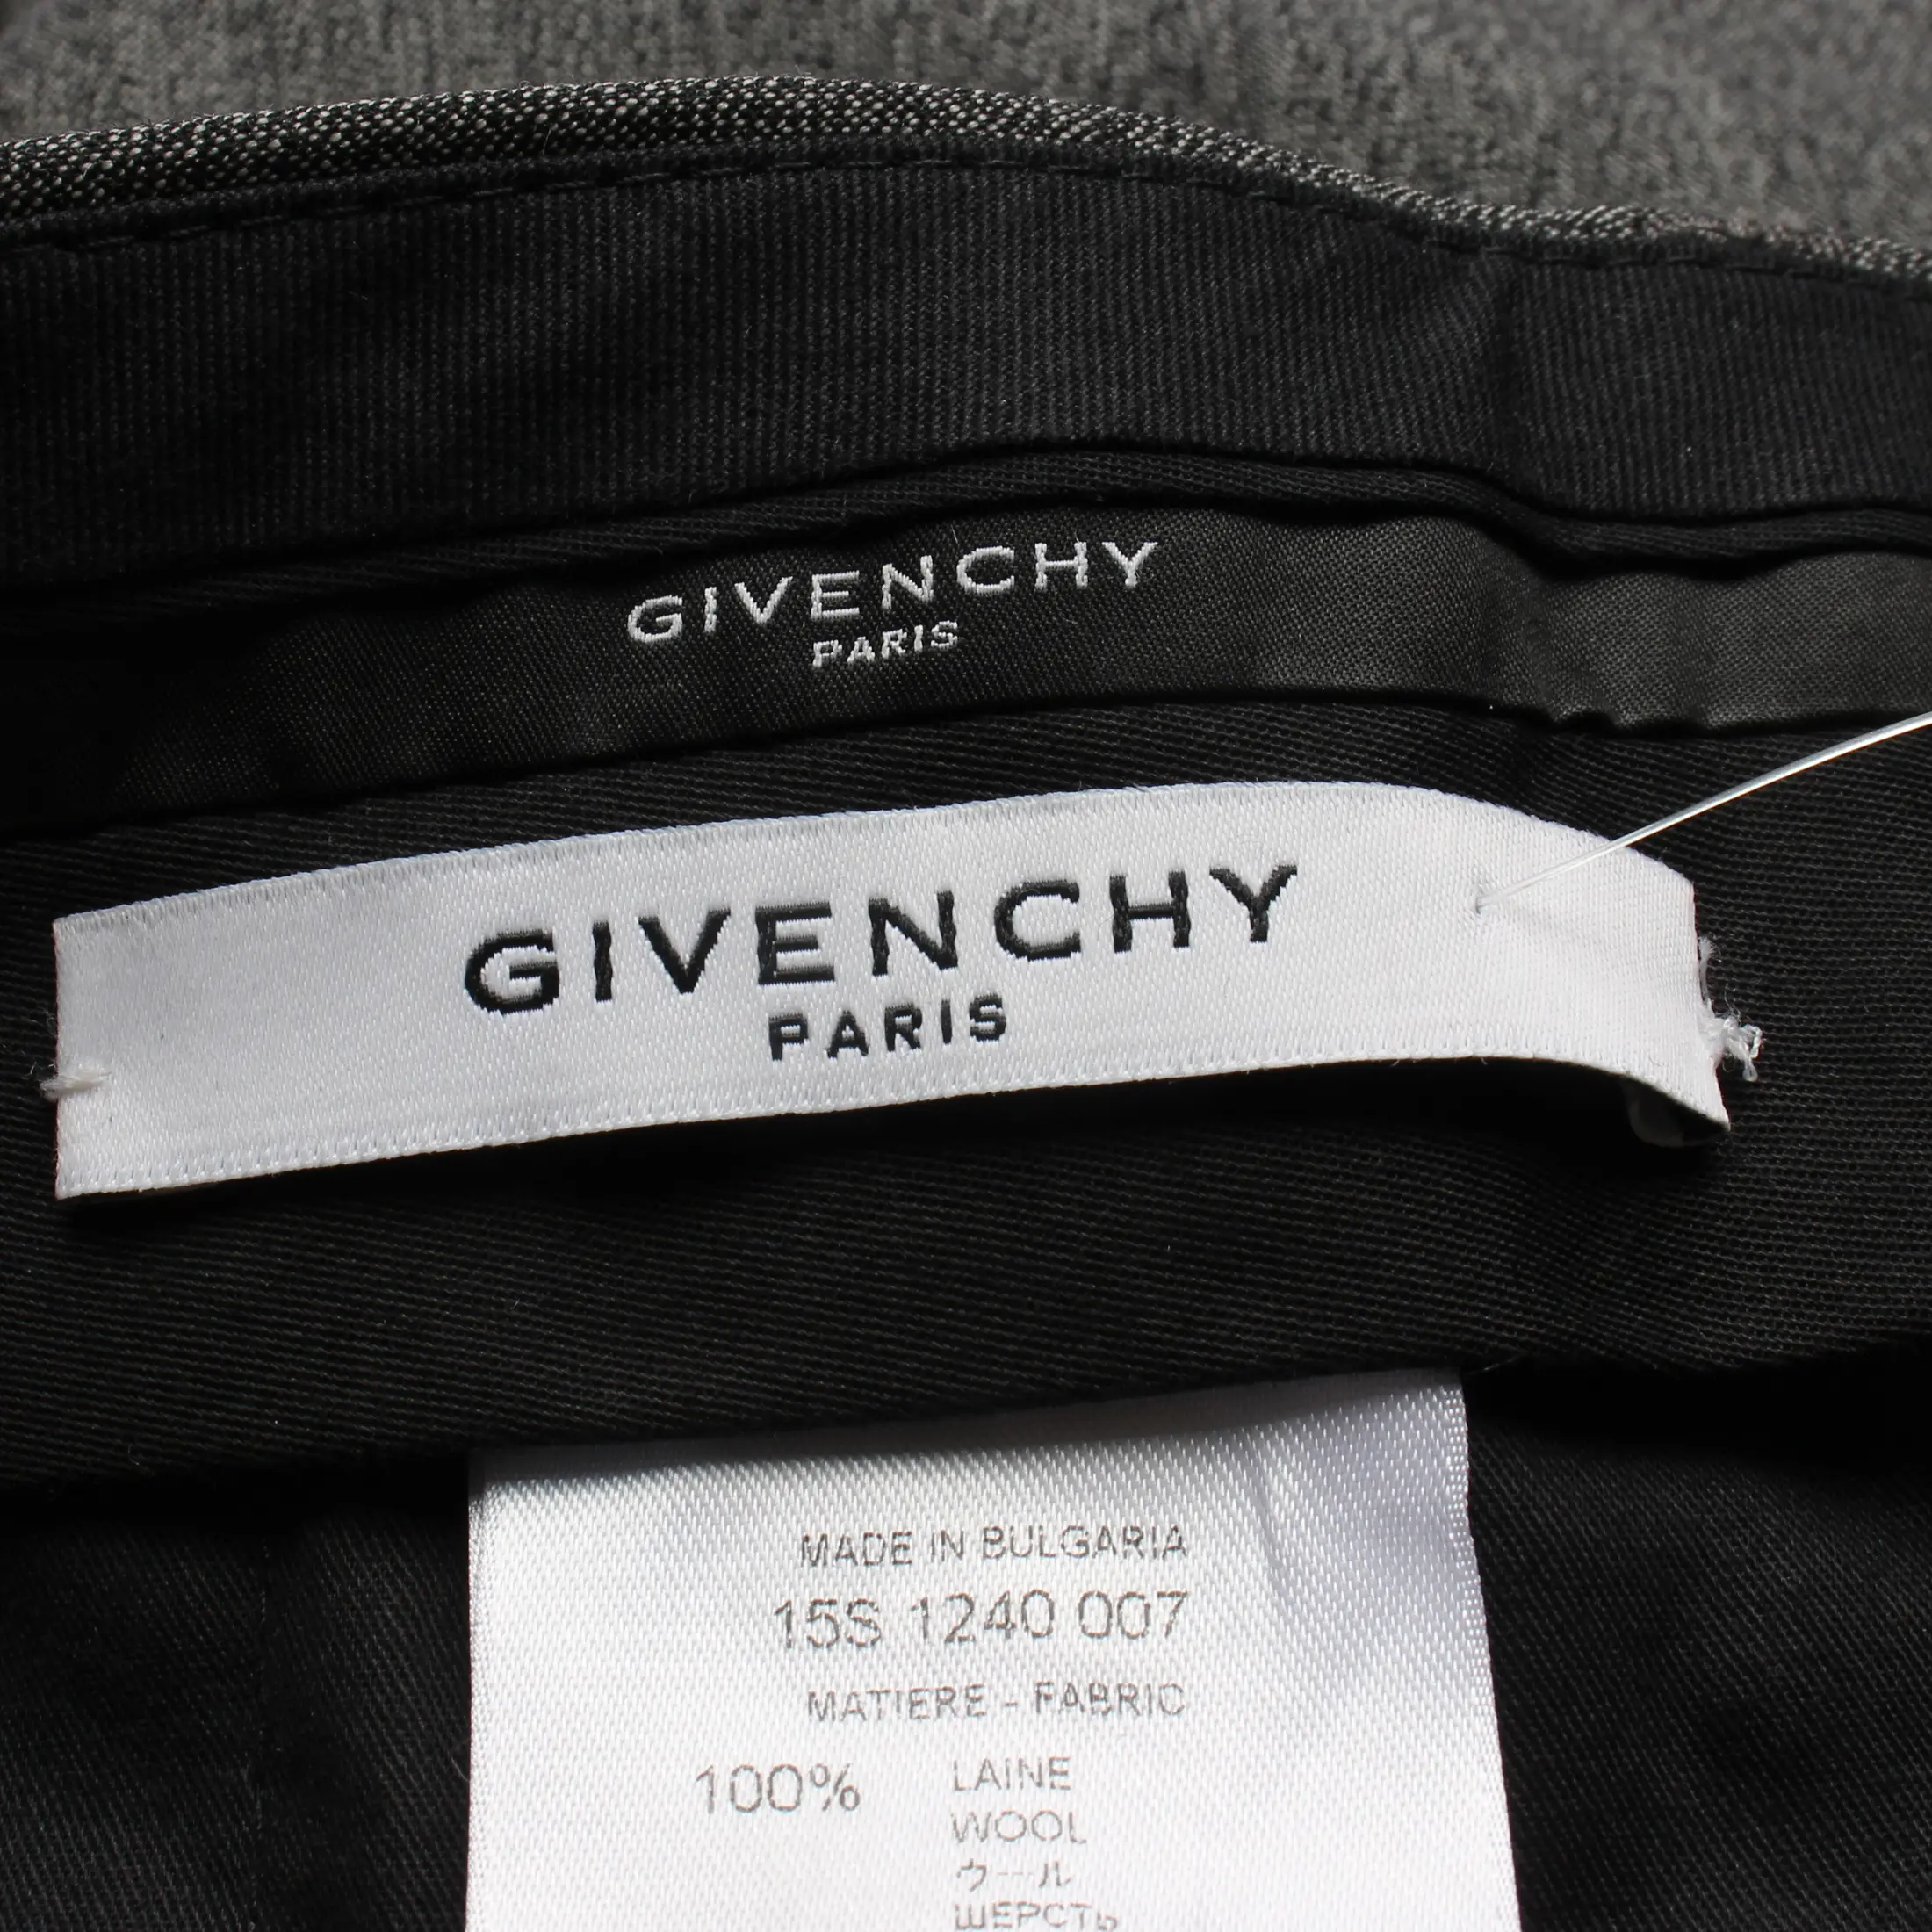 GIVENCHY
PARIS
GIVENCHY
PARIS
MADE IN BULGARIA
15S 1240 007
MATIERE - FABRIC
100% LAINE
WOOL
ウール
ШЕРСТЬ